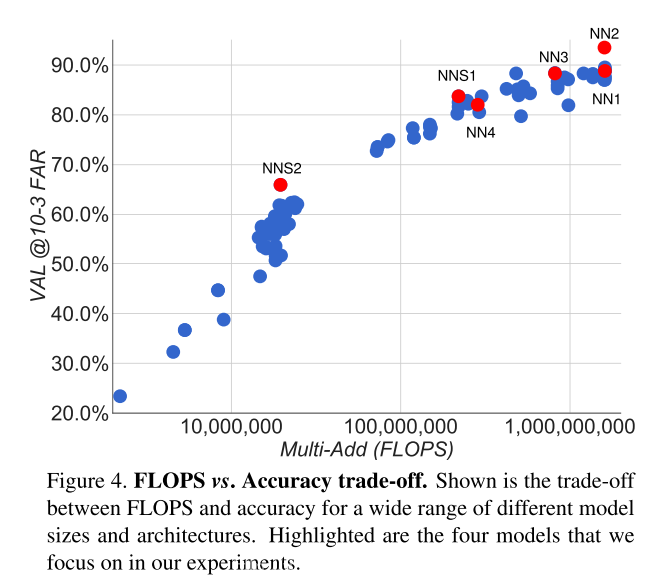 NN2
90.0%
NN3
NNS1
NN1
80.0%
NN4
NNS2
70.0%
VAL @10-3 FAR
60.0%
50.0%
40.0%
30.0%
20.0%
10,000,000
100,000,000
1,000,000,000
Multi-Add (FLOPS)
Figure 4. FLOPS vs. Accuracy trade-off. Shown is the trade-off
between FLOPS and accuracy for a wide range of different model
sizes and architectures. Highlighted are the four models that we
focus on in our experiments.